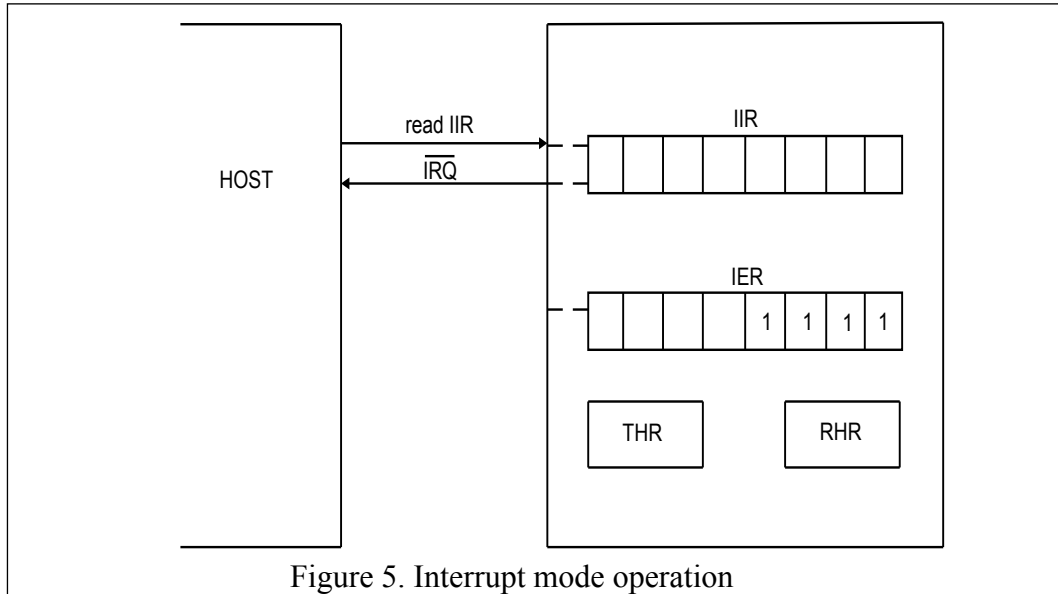 read IIR
IIR
HOST
IRQ
IER
1 1 1 1
THR RHR
Figure 5. Interrupt mode operation